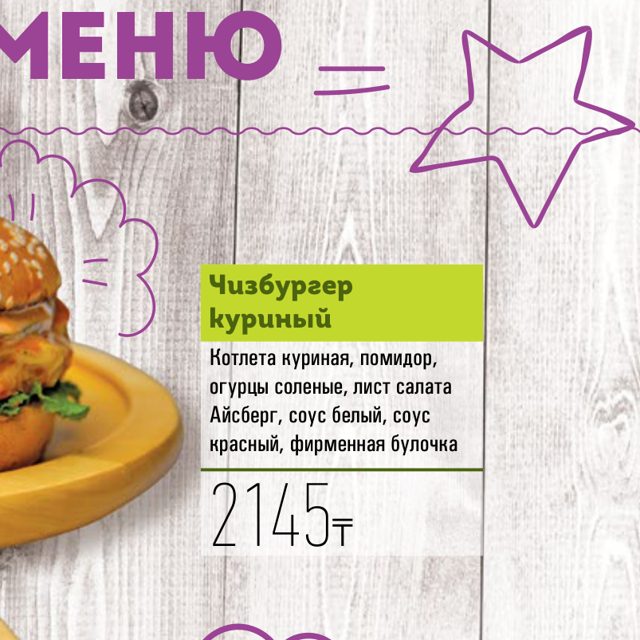 МЕНЮ
Чизбургер
куриный
Котлета куриная, помидор,
огурцы соленые, лист салата
Айсберг, соус белый, соус
красный, фирменная булочка
2145₸